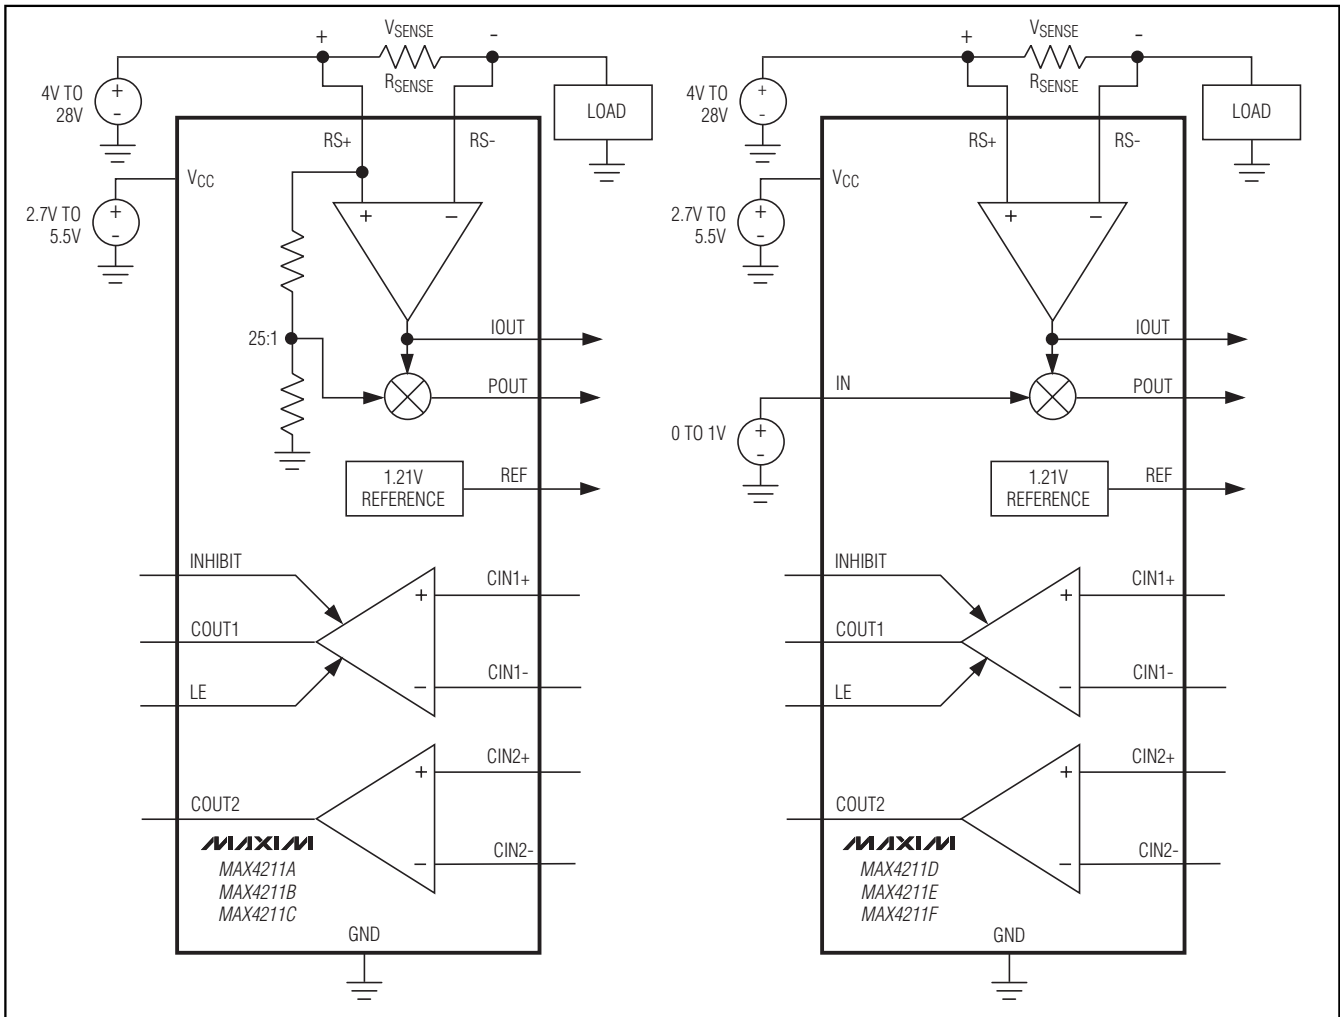 + VSENSE -
RSENSE
4V TO
28V
+
-
LOAD
RS+ RS-
VCC
2.7V TO
5.5V
+
-
+ −
25:1
IOUT
POUT
1.21V
REFERENCE
REF
INHIBIT
COUT1
LE
+
−
CIN1+
CIN1-
COUT2
+
−
CIN2+
CIN2-
MAXIM
MAX4211A
MAX4211B
MAX4211C
GND
+ VSENSE -
RSENSE
4V TO
28V
+
-
LOAD
RS+ RS-
VCC
2.7V TO
5.5V
+
-
+ −
IOUT
IN
POUT
0 TO 1V
+
-
1.21V
REFERENCE
REF
INHIBIT
COUT1
LE
+
−
CIN1+
CIN1-
COUT2
+
−
CIN2+
CIN2-
MAXIM
MAX4211D
MAX4211E
MAX4211F
GND